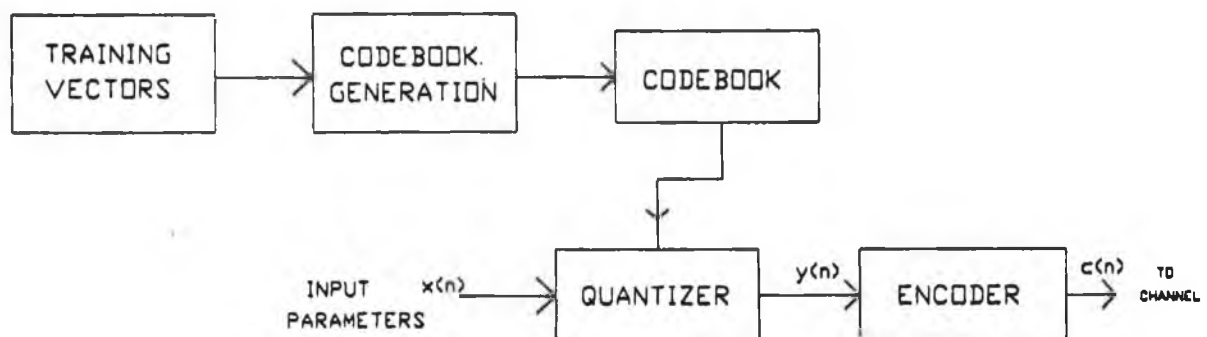 TRAINING
VECTORS
CODEBOOK.
GENERATION
CODEBOOK
INPUT
PARAMETERS
x(n)
QUANTIZER
y(n)
ENCODER
c(n)
TO
CHANNEL